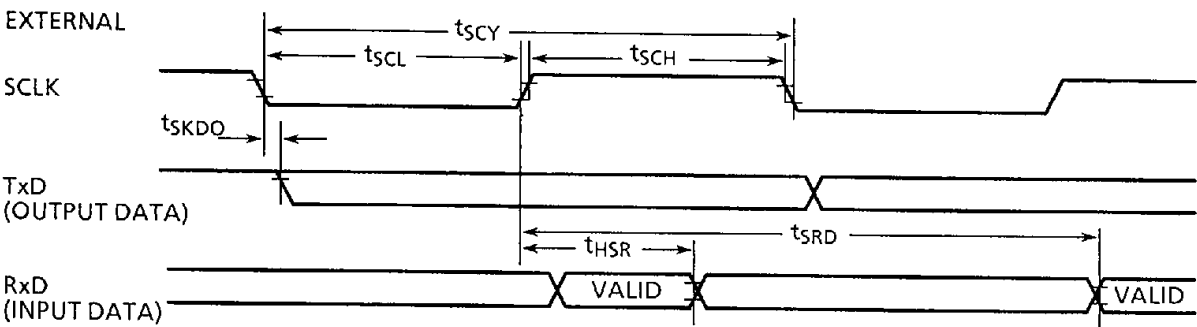 EXTERNAL
tSCY
tSCL
tSCH
SCLK
tSKDO
TxD
(OUTPUT DATA)
tSRD
tHSR
RxD
(INPUT DATA)
VALID
VALID